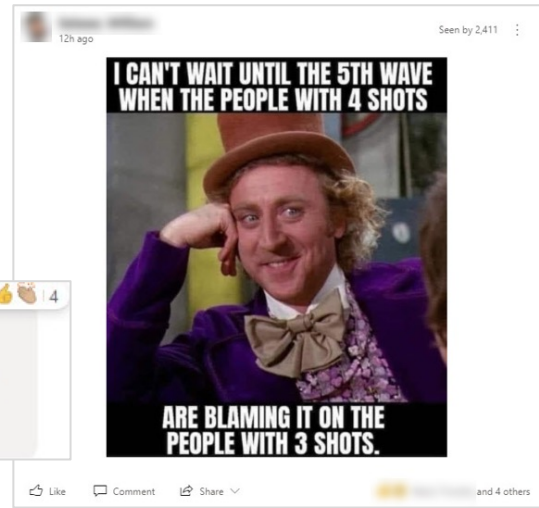 12h ago
Seen by 2,411
I CAN'T WAIT UNTIL THE 5TH WAVE
WHEN THE PEOPLE WITH 4 SHOTS
4
ARE BLAMING IT ON THE
PEOPLE WITH 3 SHOTS.
Like
Comment
Share
and 4 others